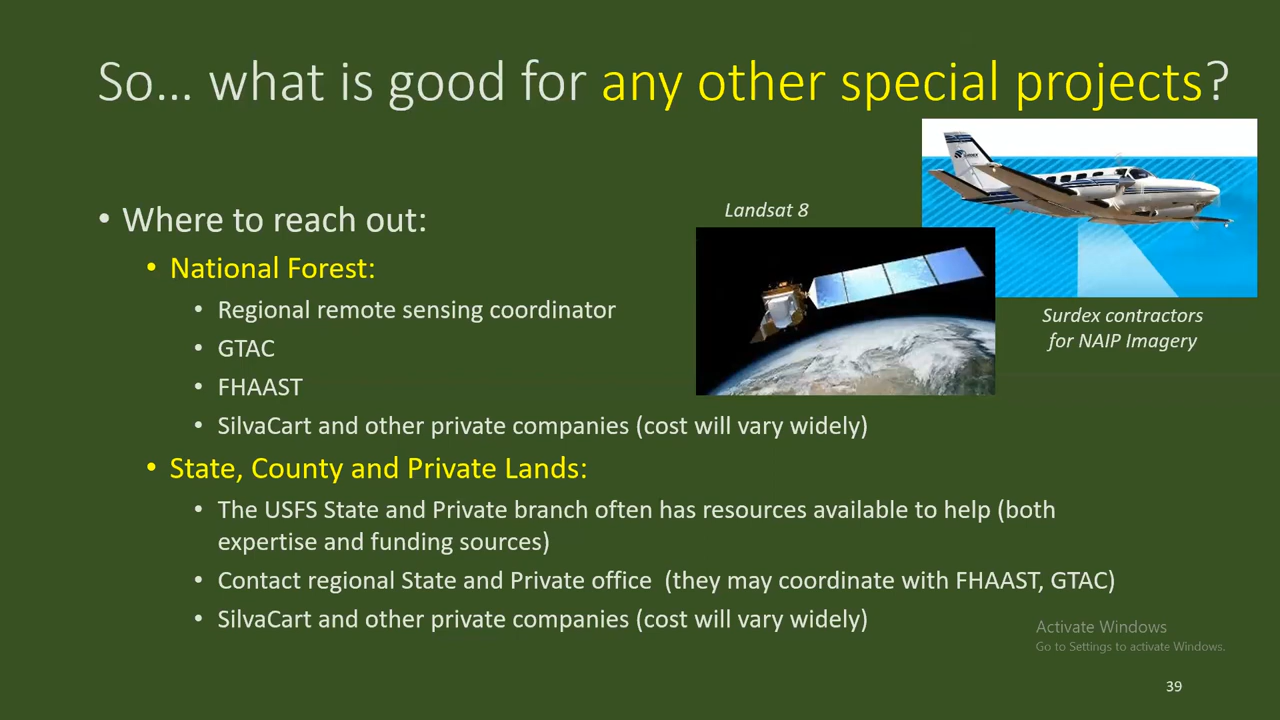 So... what is good for any other special projects?
Landsat 8
• Where to reach out:
• National Forest:
• Regional remote sensing coordinator
Surdex contractors
for NAIP Imagery
• GTAC
• FHAAST
• SilvaCart and other private companies (cost will vary widely)
• State, County and Private Lands:
• The USFS State and Private branch often has resources available to help (both
expertise and funding sources)
• Contact regional State and Private office (they may coordinate with FHAAST, GTAC)
• SilvaCart and other private companies (cost will vary widely)
Activate Windows
Go to Settings to activate Windows.
39